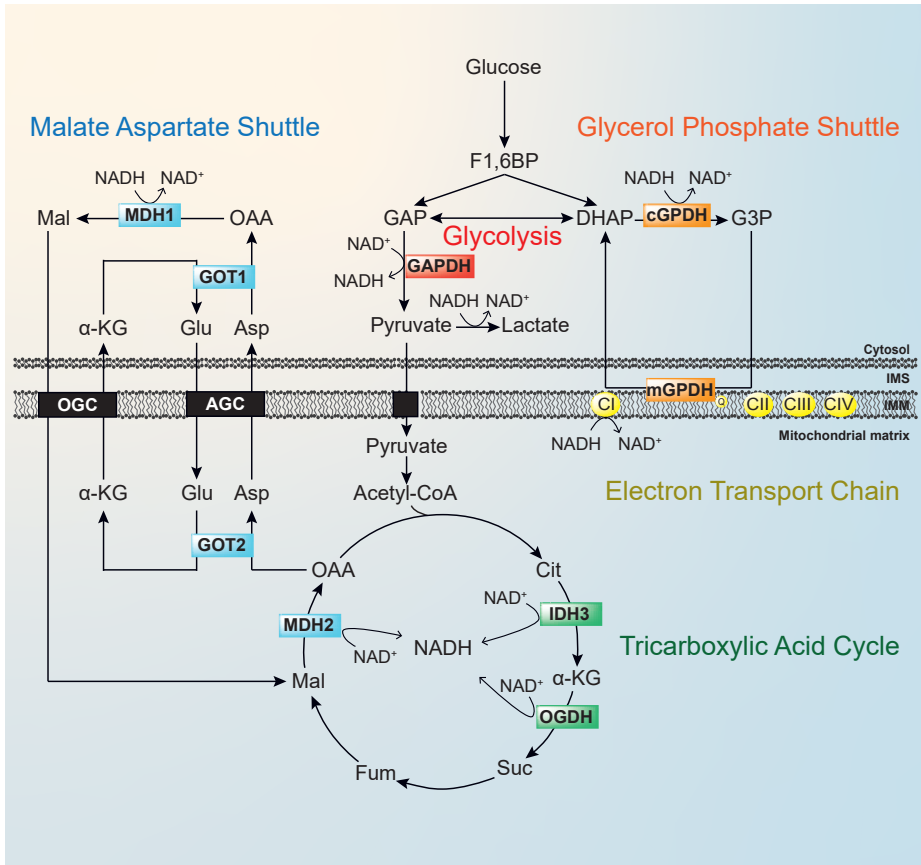 Glucose
Malate Aspartate Shuttle
Glycerol Phosphate Shuttle
F1,6BP
NADH NAD⁺
NADH NAD⁺
Mal MDH1 OAA
GAP DHAP cGPDH G3P
Glycolysis
NAD⁺
GAPDH
NADH
GOT1
NADH NAD⁺
α-KG Glu Asp
Pyruvate Lactate
Cytosol
IMS
mGPDH
OGC AGC
CI Q CII CIII CIV IMM
NADH NAD⁺
Mitochondrial matrix
Pyruvate
α-KG Glu Asp
Acetyl-CoA
Electron Transport Chain
GOT2
OAA Cit
NAD⁺ IDH3
MDH2
NADH
NAD⁺
Tricarboxylic Acid Cycle
Mal α-KG
NAD⁺
OGDH
Fum Suc